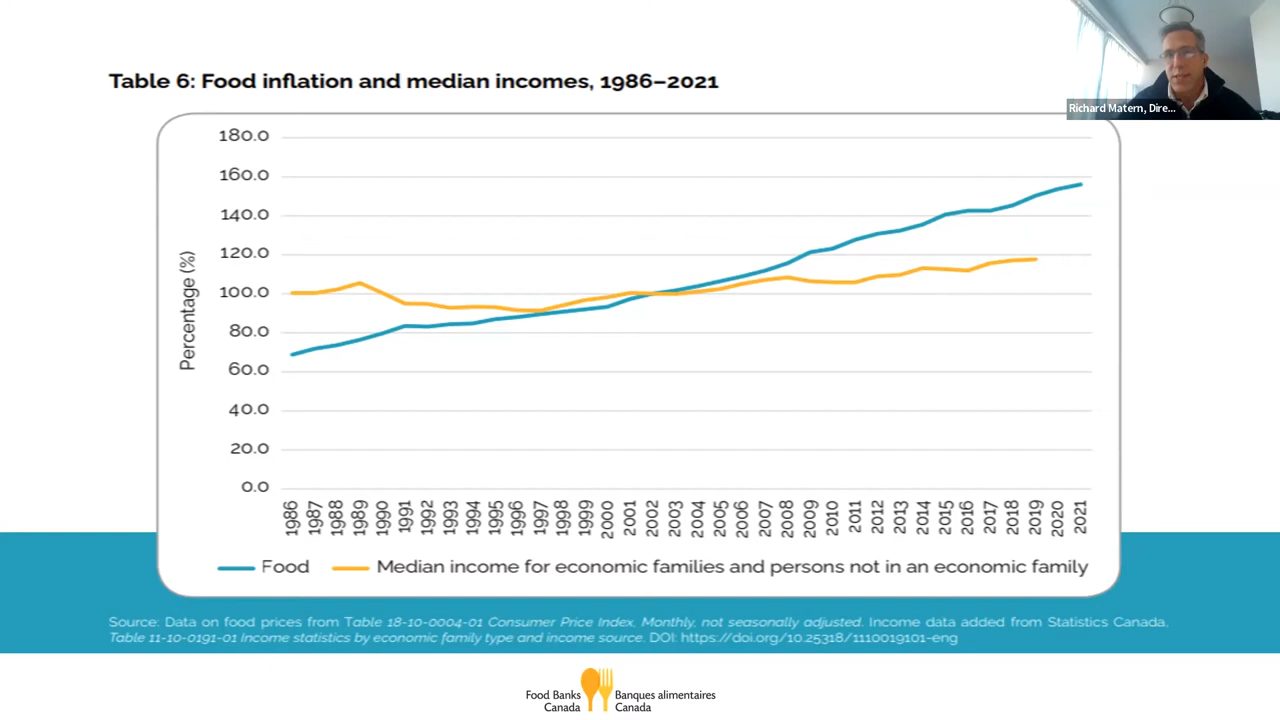 Table 6: Food inflation and median incomes, 1986–2021
Richard Matern, Dire...
180.0
160.0
140.0
120.0
100.0
80.0
60.0
40.0
20.0
0.0
Percentage (%)
1986 1987 1988 1989 1990 1991 1992 1993 1994 1995 1996 1997 1998 1999 2000 2001 2002 2003 2004 2005 2006 2007 2008 2009 2010 2011 2012 2013 2014 2015 2016 2017 2018 2019 2020 2021
Food Median income for economic families and persons not in an economic family
Source: Data on food prices from Table 18-10-0004-01 Consumer Price Index, Monthly, not seasonally adjusted. Income data added from Statistics Canada,
Table 11-10-0191-01 Income statistics by economic family type and income source. DOI: https://doi.org/10.25318/1110019101-eng
Food Banks Canada
Banques alimentaires Canada